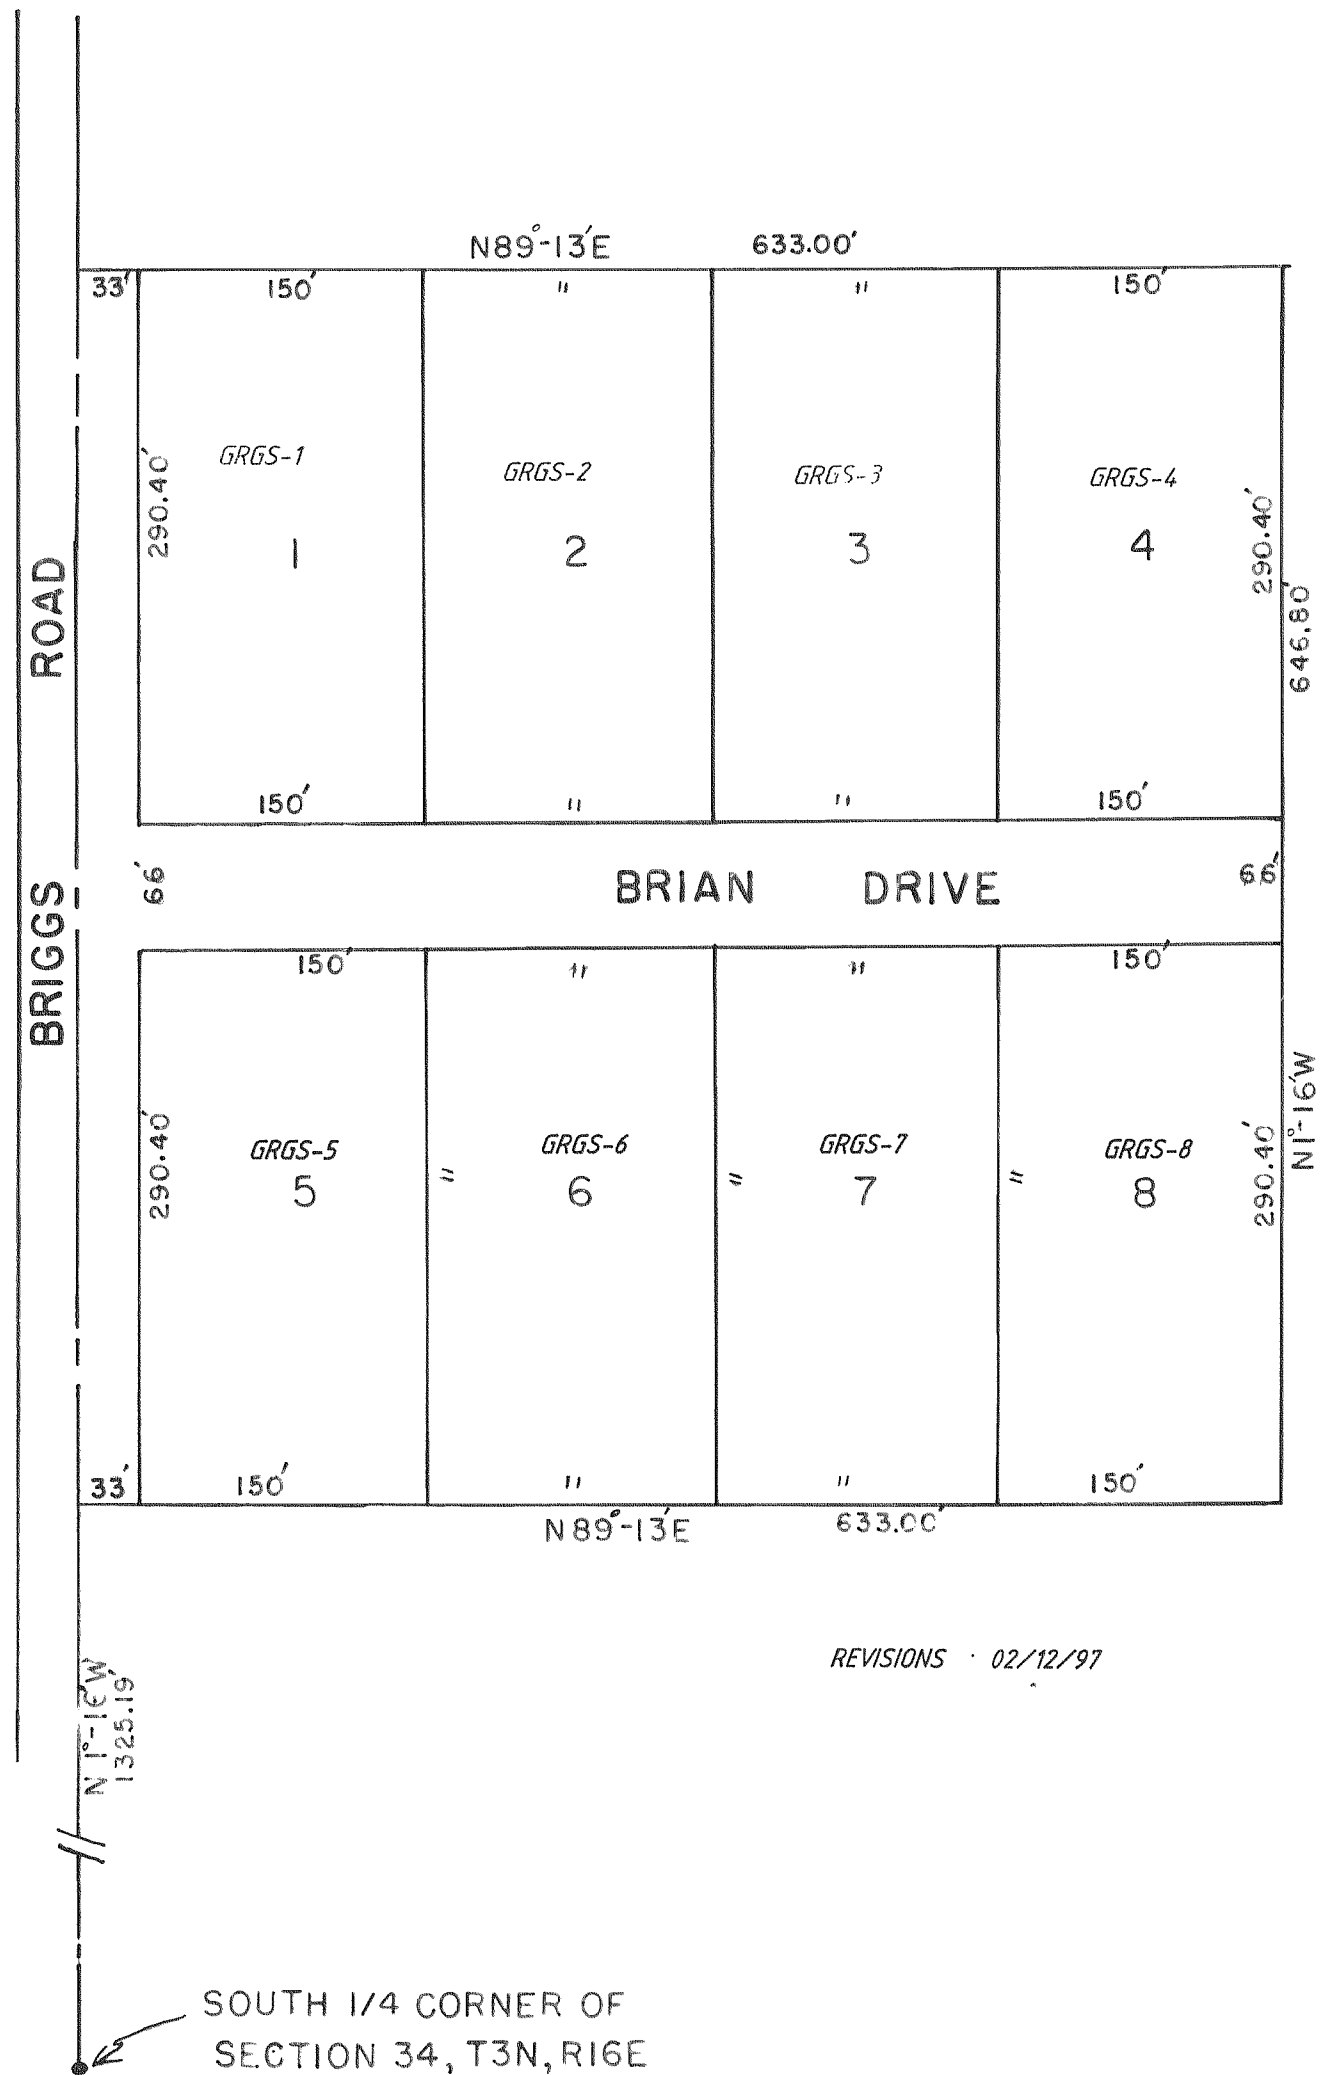 N89°-13'E 633.00'
33' 150' " " 150'
GRGS-1 GRGS-2 GRGS-3 GRGS-4
290.40' 1 2 3 4 290.40'
646.80'
BRIGGS ROAD
150' " " 150'
66' BRIAN DRIVE 66'
150' " " 150'
N1°-16'W
GRGS-5 GRGS-6 GRGS-7 GRGS-8
290.40' 5 " 6 " 7 " 8 290.40'
33' 150' " " 150'
N89°-13'E 633.00'
REVISIONS · 02/12/97
N1°-16'W
1325.19'
SOUTH 1/4 CORNER OF
SECTION 34, T3N, R16E